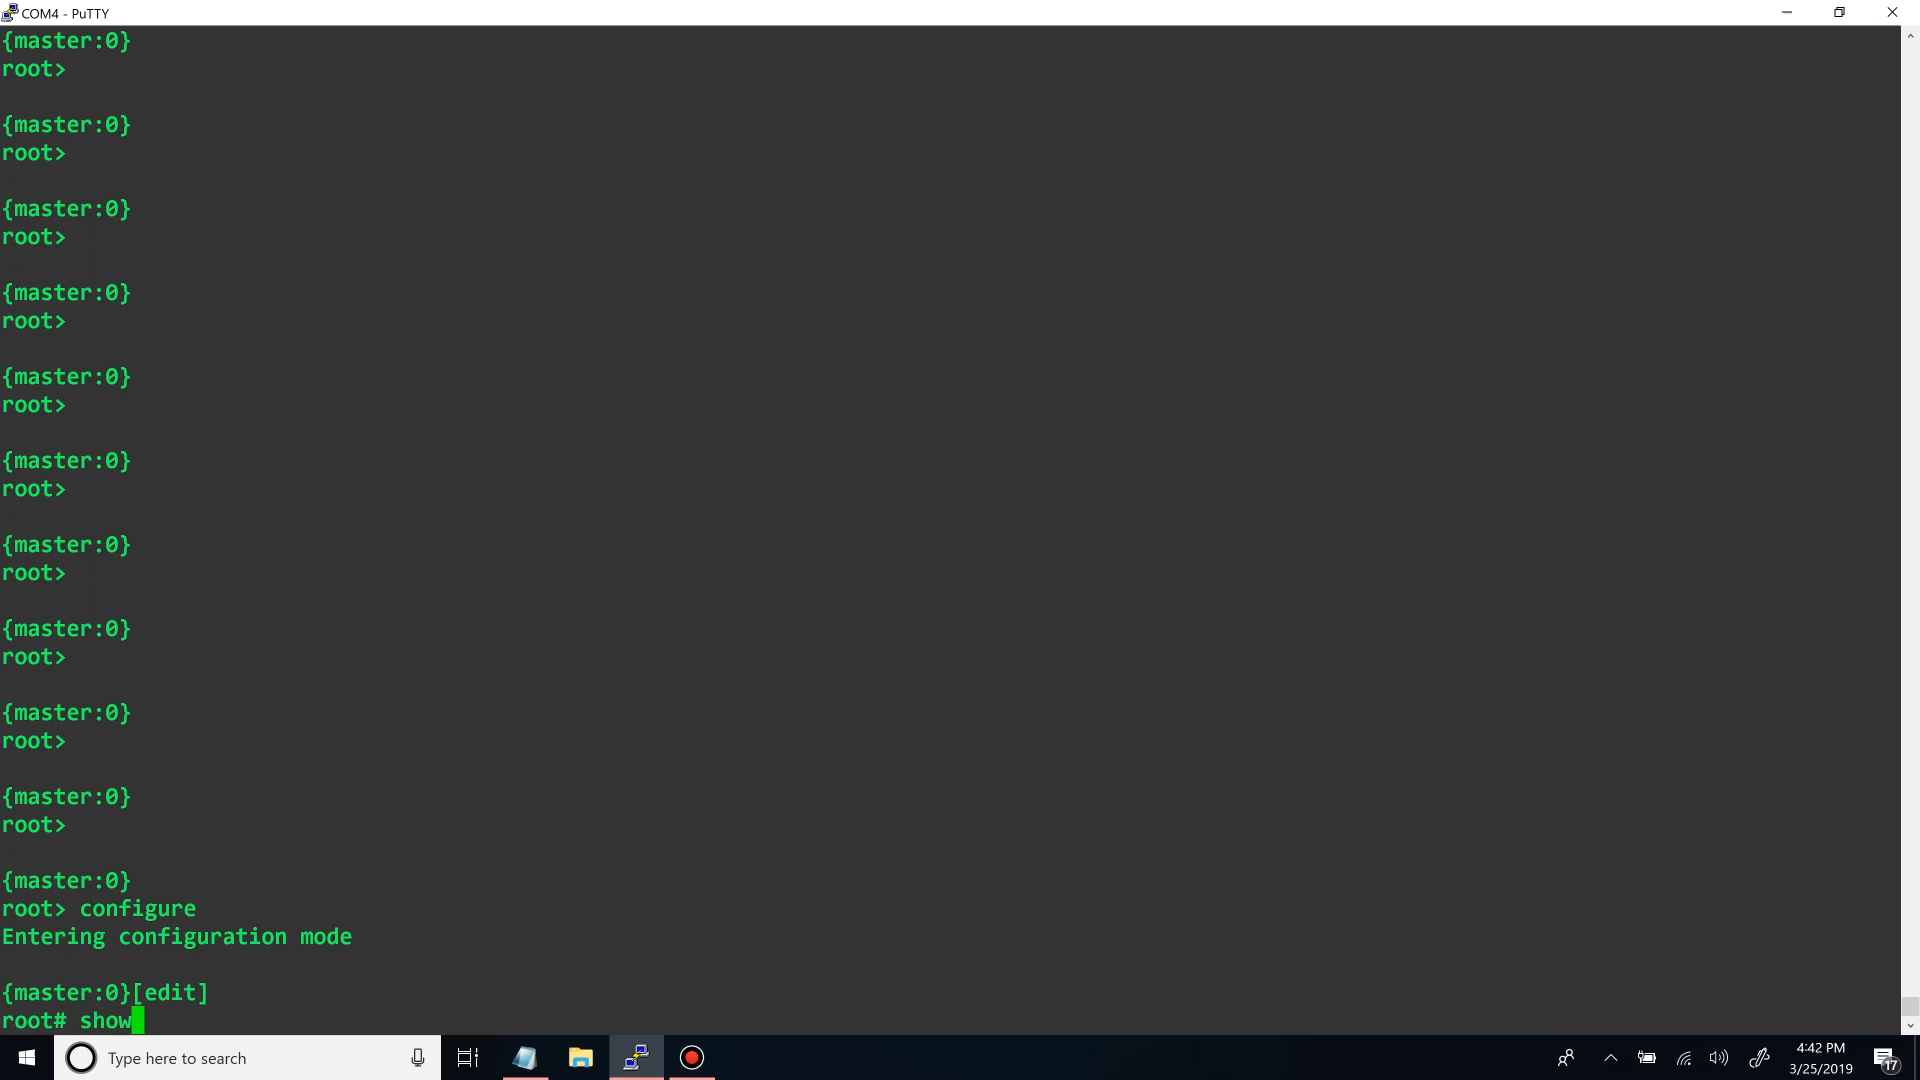 COM4 - PuTTY
{master:0}
root>
{master:0}
root>
{master:0}
root>
{master:0}
root>
{master:0}
root>
{master:0}
root>
{master:0}
root>
{master:0}
root>
{master:0}
root>
{master:0}
root>
{master:0}
root> configure
Entering configuration mode
{master:0}[edit]
root# show
Type here to search
4:42 PM
3/25/2019
17